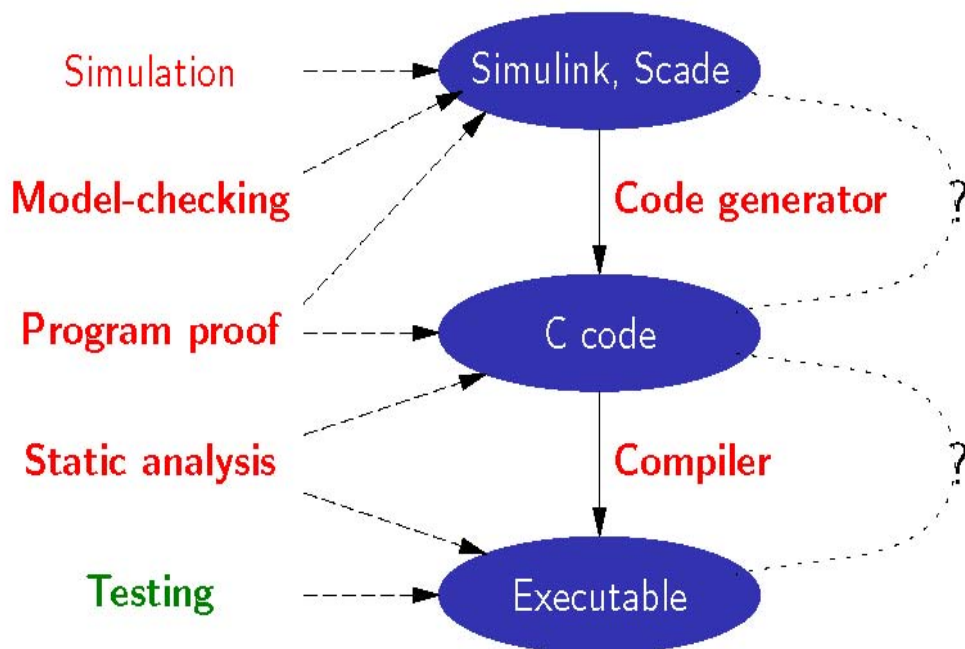 Simulation
Simulink, Scade
Model-checking
Code generator
?
Program proof
C code
Static analysis
Compiler
?
Testing
Executable